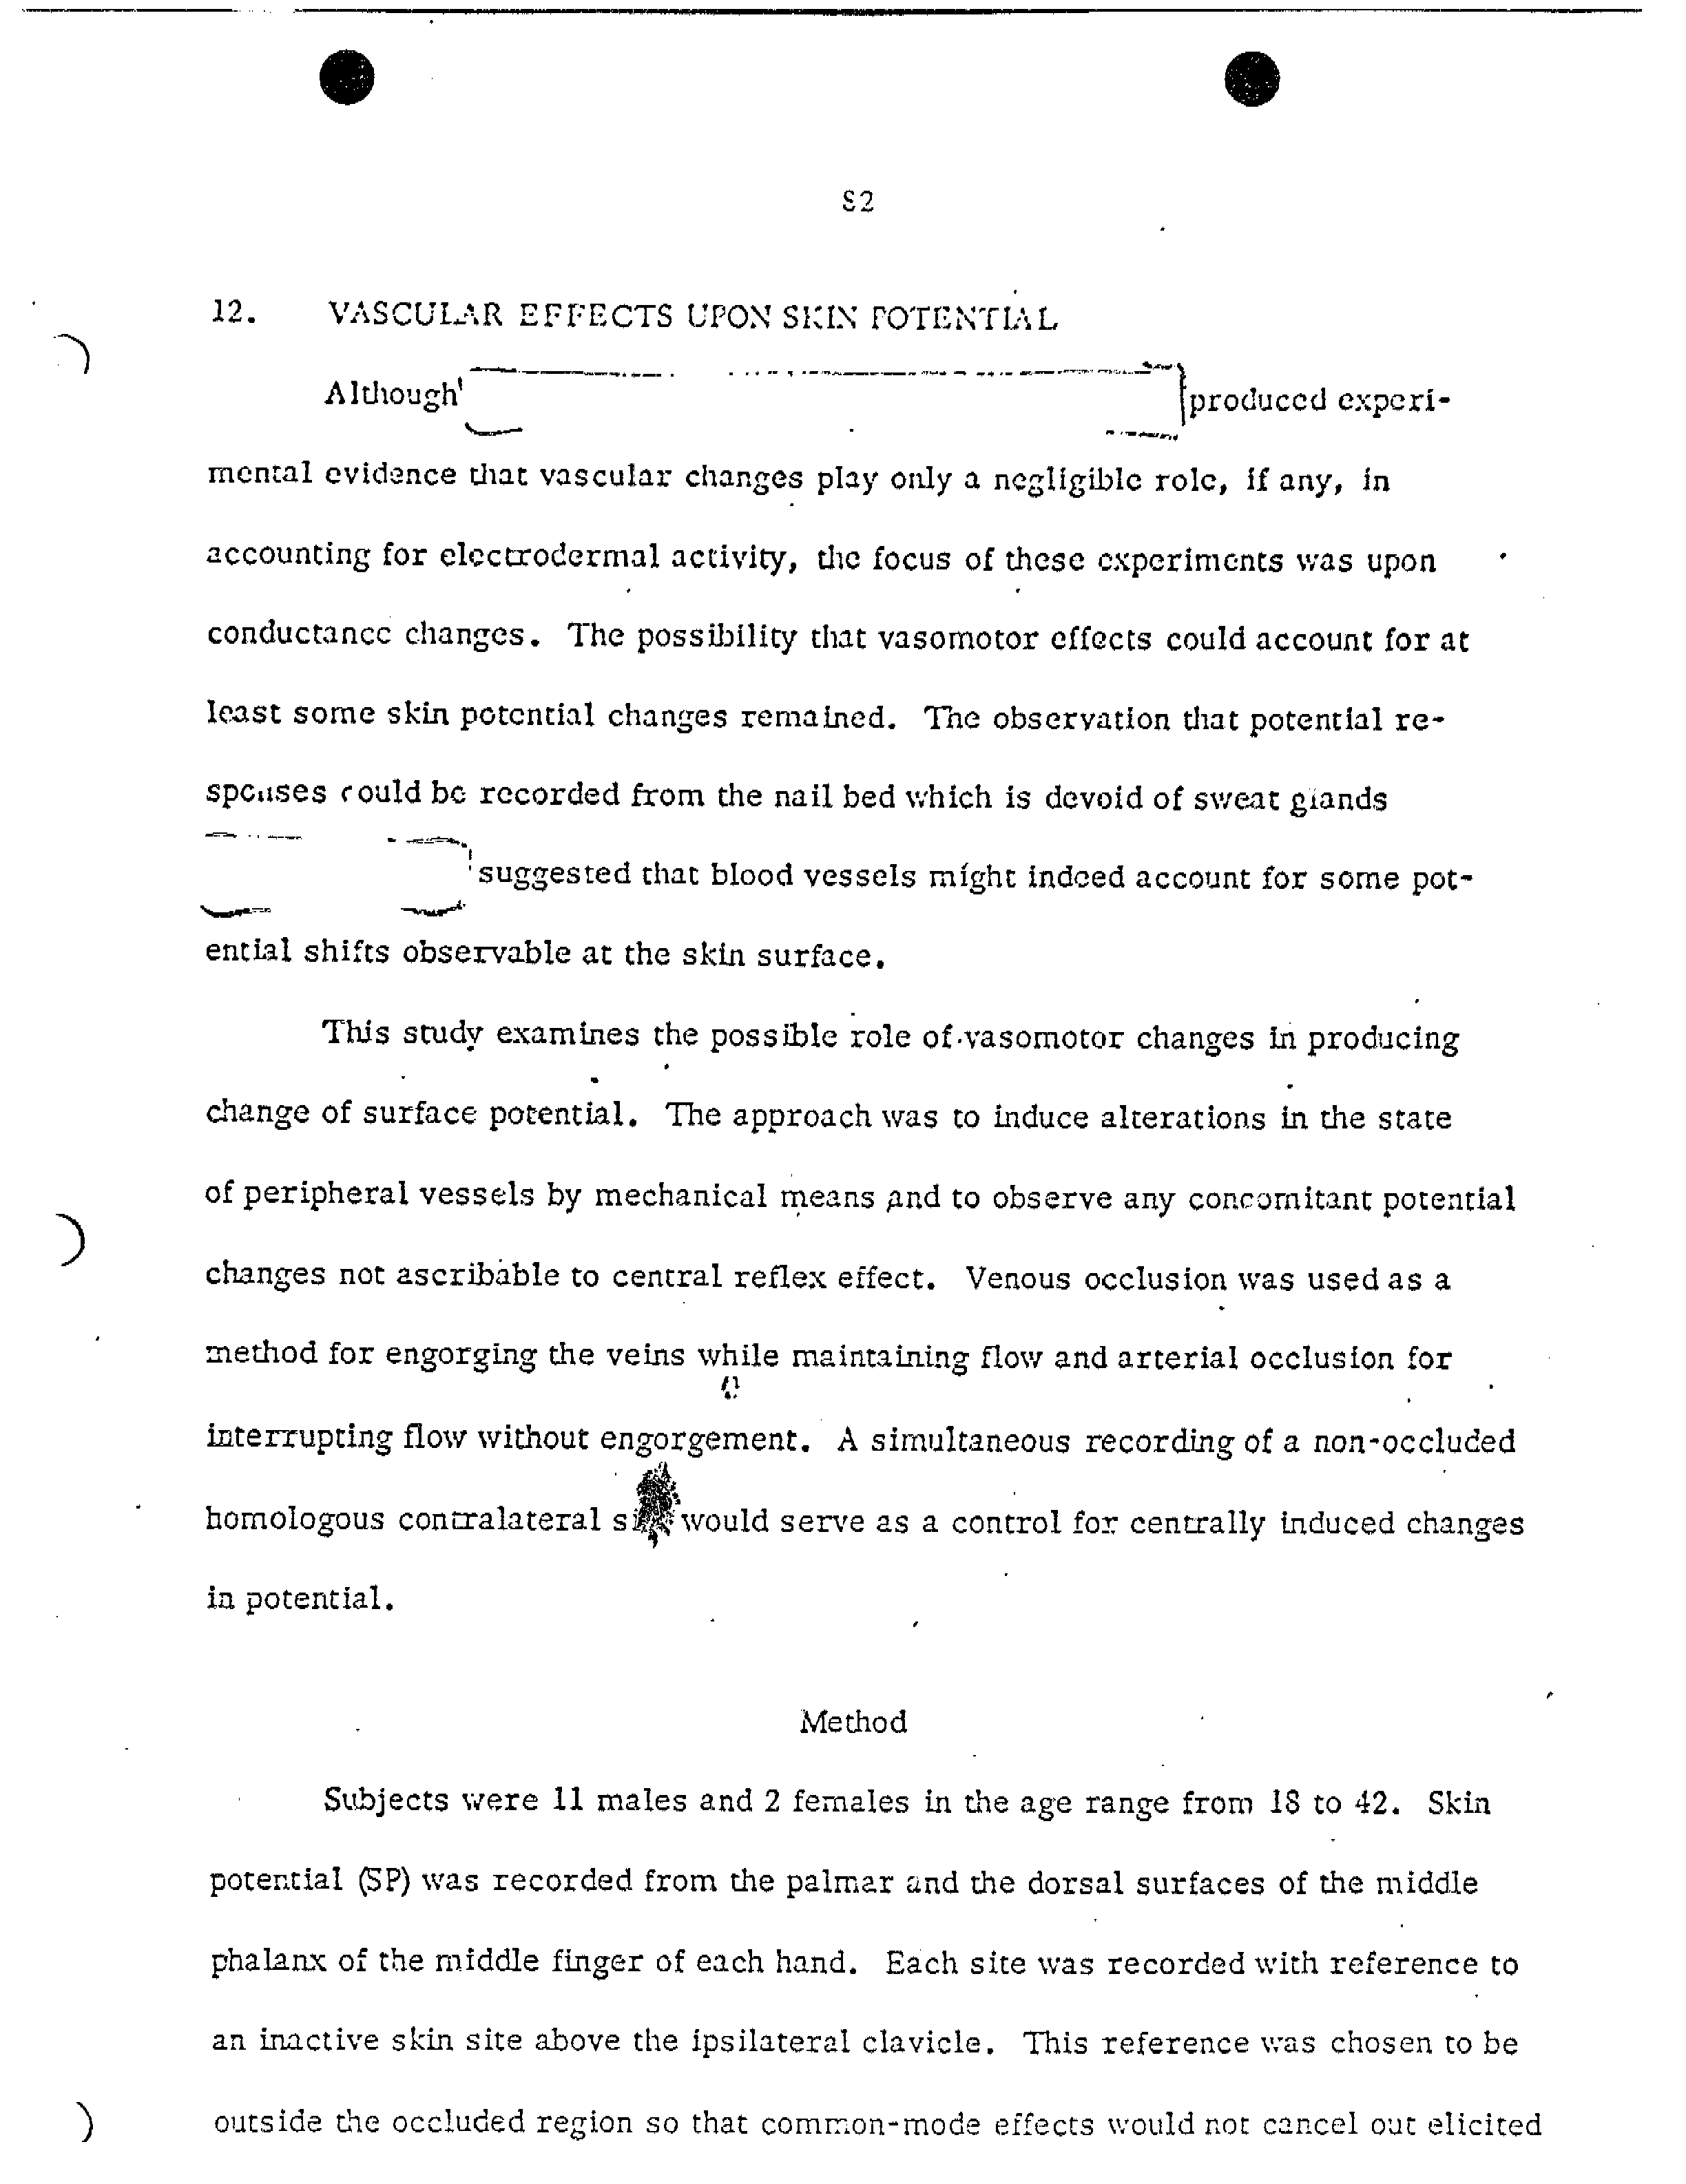 82
12. VASCULAR EFFECTS UPON SKIN POTENTIAL
Although produced experi-
mental evidence that vascular changes play only a negligible role, if any, in
accounting for electrodermal activity, the focus of these experiments was upon
conductance changes. The possibility that vasomotor effects could account for at
least some skin potential changes remained. The observation that potential re-
sponses could be recorded from the nail bed which is devoid of sweat glands
suggested that blood vessels might indeed account for some pot-
ential shifts observable at the skin surface.
This study examines the possible role of vasomotor changes in producing
change of surface potential. The approach was to induce alterations in the state
of peripheral vessels by mechanical means and to observe any concomitant potential
changes not ascribable to central reflex effect. Venous occlusion was used as a
method for engorging the veins while maintaining flow and arterial occlusion for
interrupting flow without engorgement. A simultaneous recording of a non-occluded
homologous contralateral would serve as a control for centrally induced changes
in potential.
Method
Subjects were 11 males and 2 females in the age range from 18 to 42. Skin
potential (SP) was recorded from the palmar and the dorsal surfaces of the middle
phalanx of the middle finger of each hand. Each site was recorded with reference to
an inactive skin site above the ipsilateral clavicle. This reference was chosen to be
outside the occluded region so that common-mode effects would not cancel out elicited